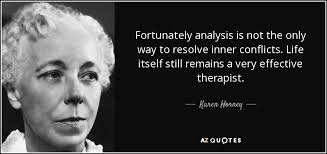 Fortunately analysis is not the only
way to resolve inner conflicts. Life
itself still remains a very effective
therapist.
Karen Horney
AZ QUOTES